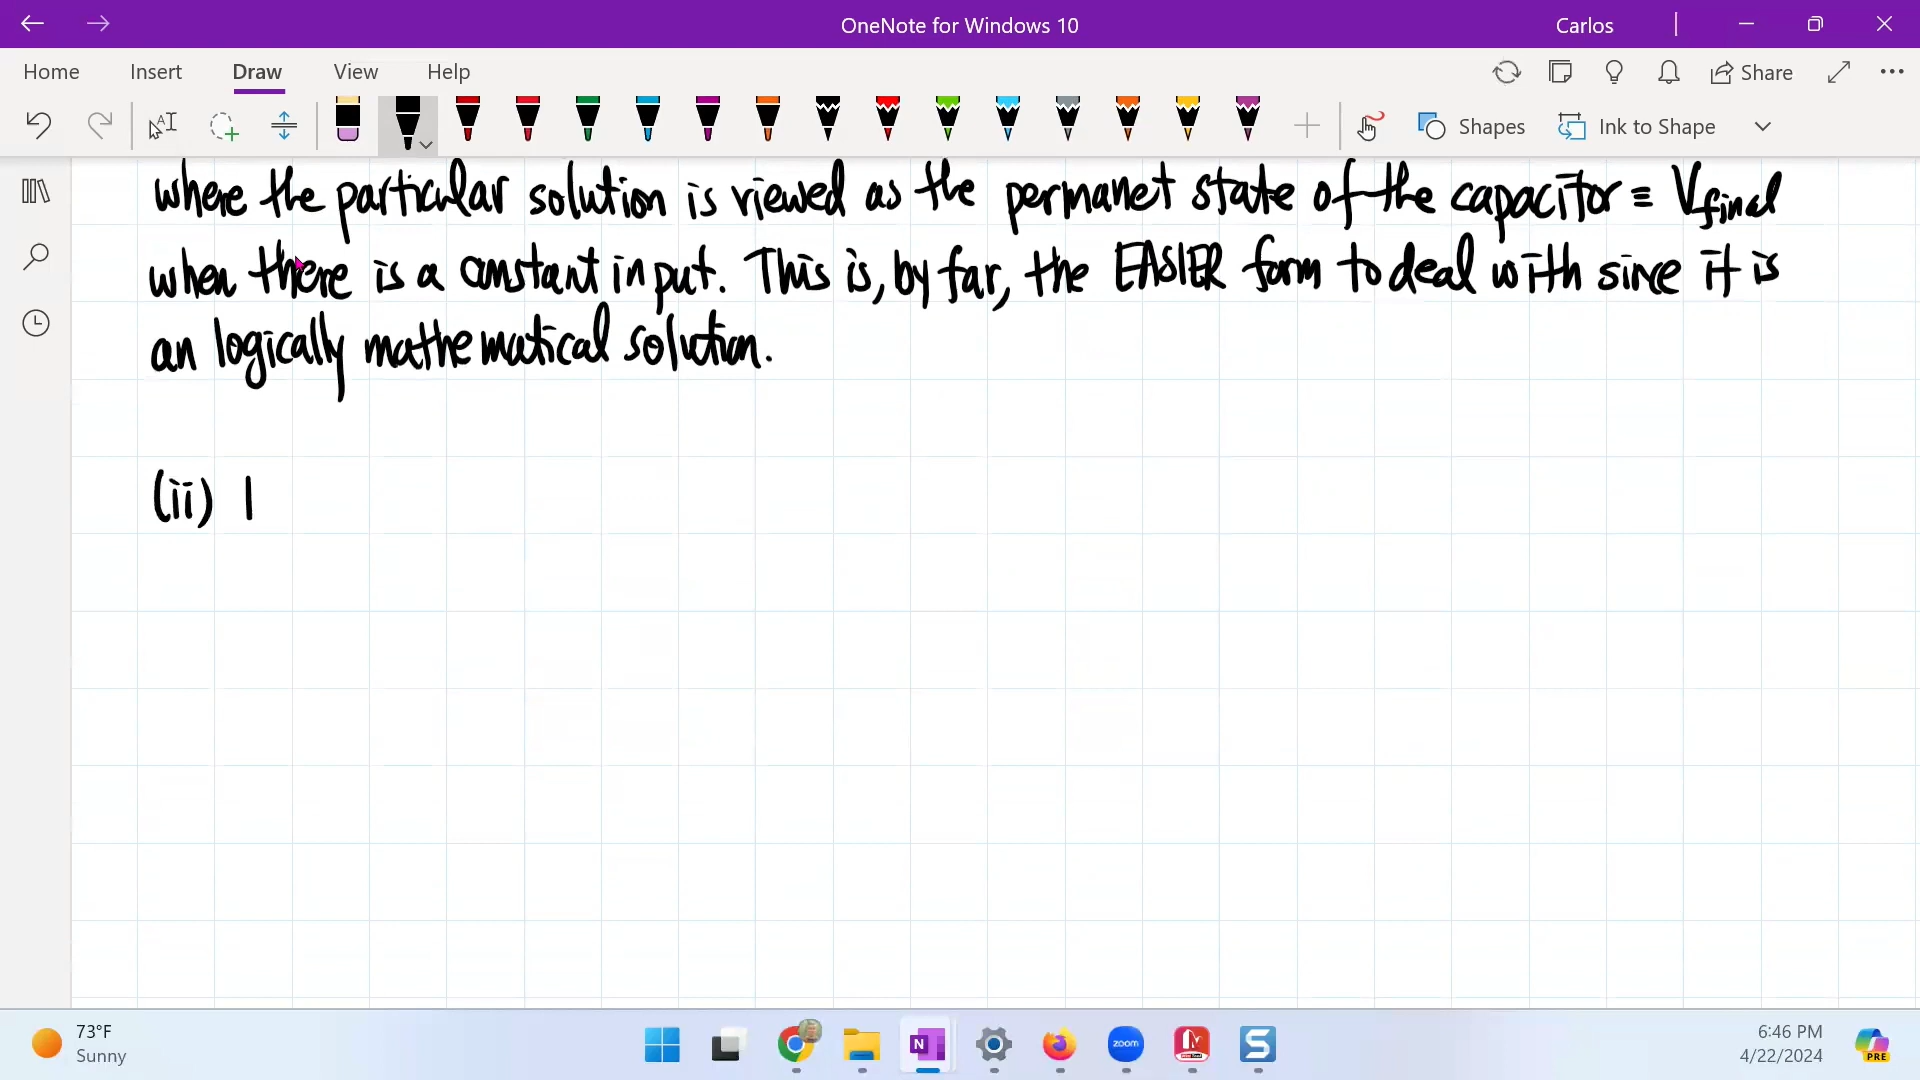 OneNote for Windows 10
Carlos
Home Insert Draw View Help
Share
Shapes
Ink to Shape
where the particular solution is viewed as the permanet state of the capacitor ≡ Vfinal
when there is a constant input. This is, by far, the EASIER form to deal with since it is
an logically mathematical solution.
(ii) |
73°F
Sunny
zoom
PRE
6:46 PM
4/22/2024